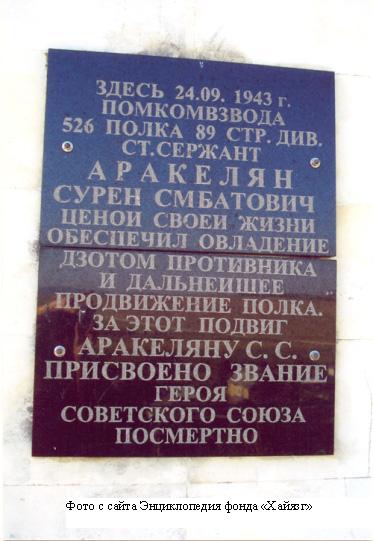 ЗДЕСЬ 24.09. 1943 г.
ПОМКОМВЗВОДА
526 ПОЛКА 89 СТР. ДИВ.
СТ.СЕРЖАНТ
АРАКЕЛЯН
СУРЕН СМБАТОВИЧ
ЦЕНОЙ СВОЕЙ ЖИЗНИ
ОБЕСПЕЧИЛ ОВЛАДЕНИЕ
ДЗОТОМ ПРОТИВНИКА
И ДАЛЬНЕЙШЕЕ
ПРОДВИЖЕНИЕ ПОЛКА.
ЗА ЭТОТ ПОДВИГ
АРАКЕЛЯНУ С. С.
ПРИСВОЕНО ЗВАНИЕ
ГЕРОЯ
СОВЕТСКОГО СОЮЗА
ПОСМЕРТНО
Фото с сайта Энциклопедия фонда «Хайязг»